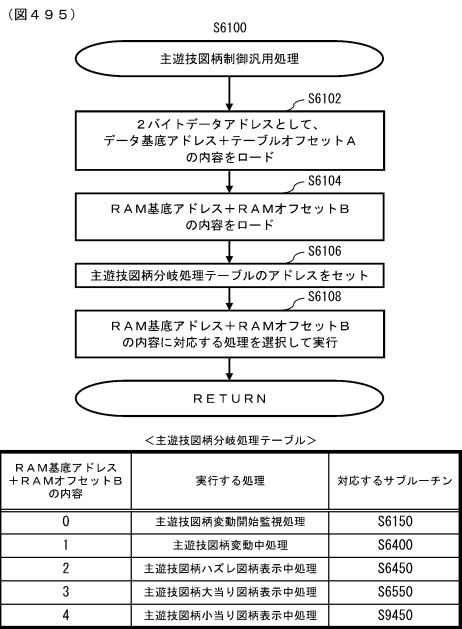 （図４９５）
S6100
主遊技図柄制御汎用処理
S6102
２バイトデータアドレスとして、
データ基底アドレス＋テーブルオフセットＡ
の内容をロード
S6104
ＲＡＭ基底アドレス＋ＲＡＭオフセットＢ
の内容をロード
S6106
主遊技図柄分岐処理テーブルのアドレスをセット
S6108
ＲＡＭ基底アドレス＋ＲＡＭオフセットＢ
の内容に対応する処理を選択して実行
ＲＥＴＵＲＮ
＜主遊技図柄分岐処理テーブル＞
ＲＡＭ基底アドレス
＋ＲＡＭオフセットＢ
の内容
実行する処理
対応するサブルーチン
0 主遊技図柄変動開始監視処理 S6150
1 主遊技図柄変動中処理 S6400
2 主遊技図柄ハズレ図柄表示中処理 S6450
3 主遊技図柄大当り図柄表示中処理 S6550
4 主遊技図柄小当り図柄表示中処理 S9450